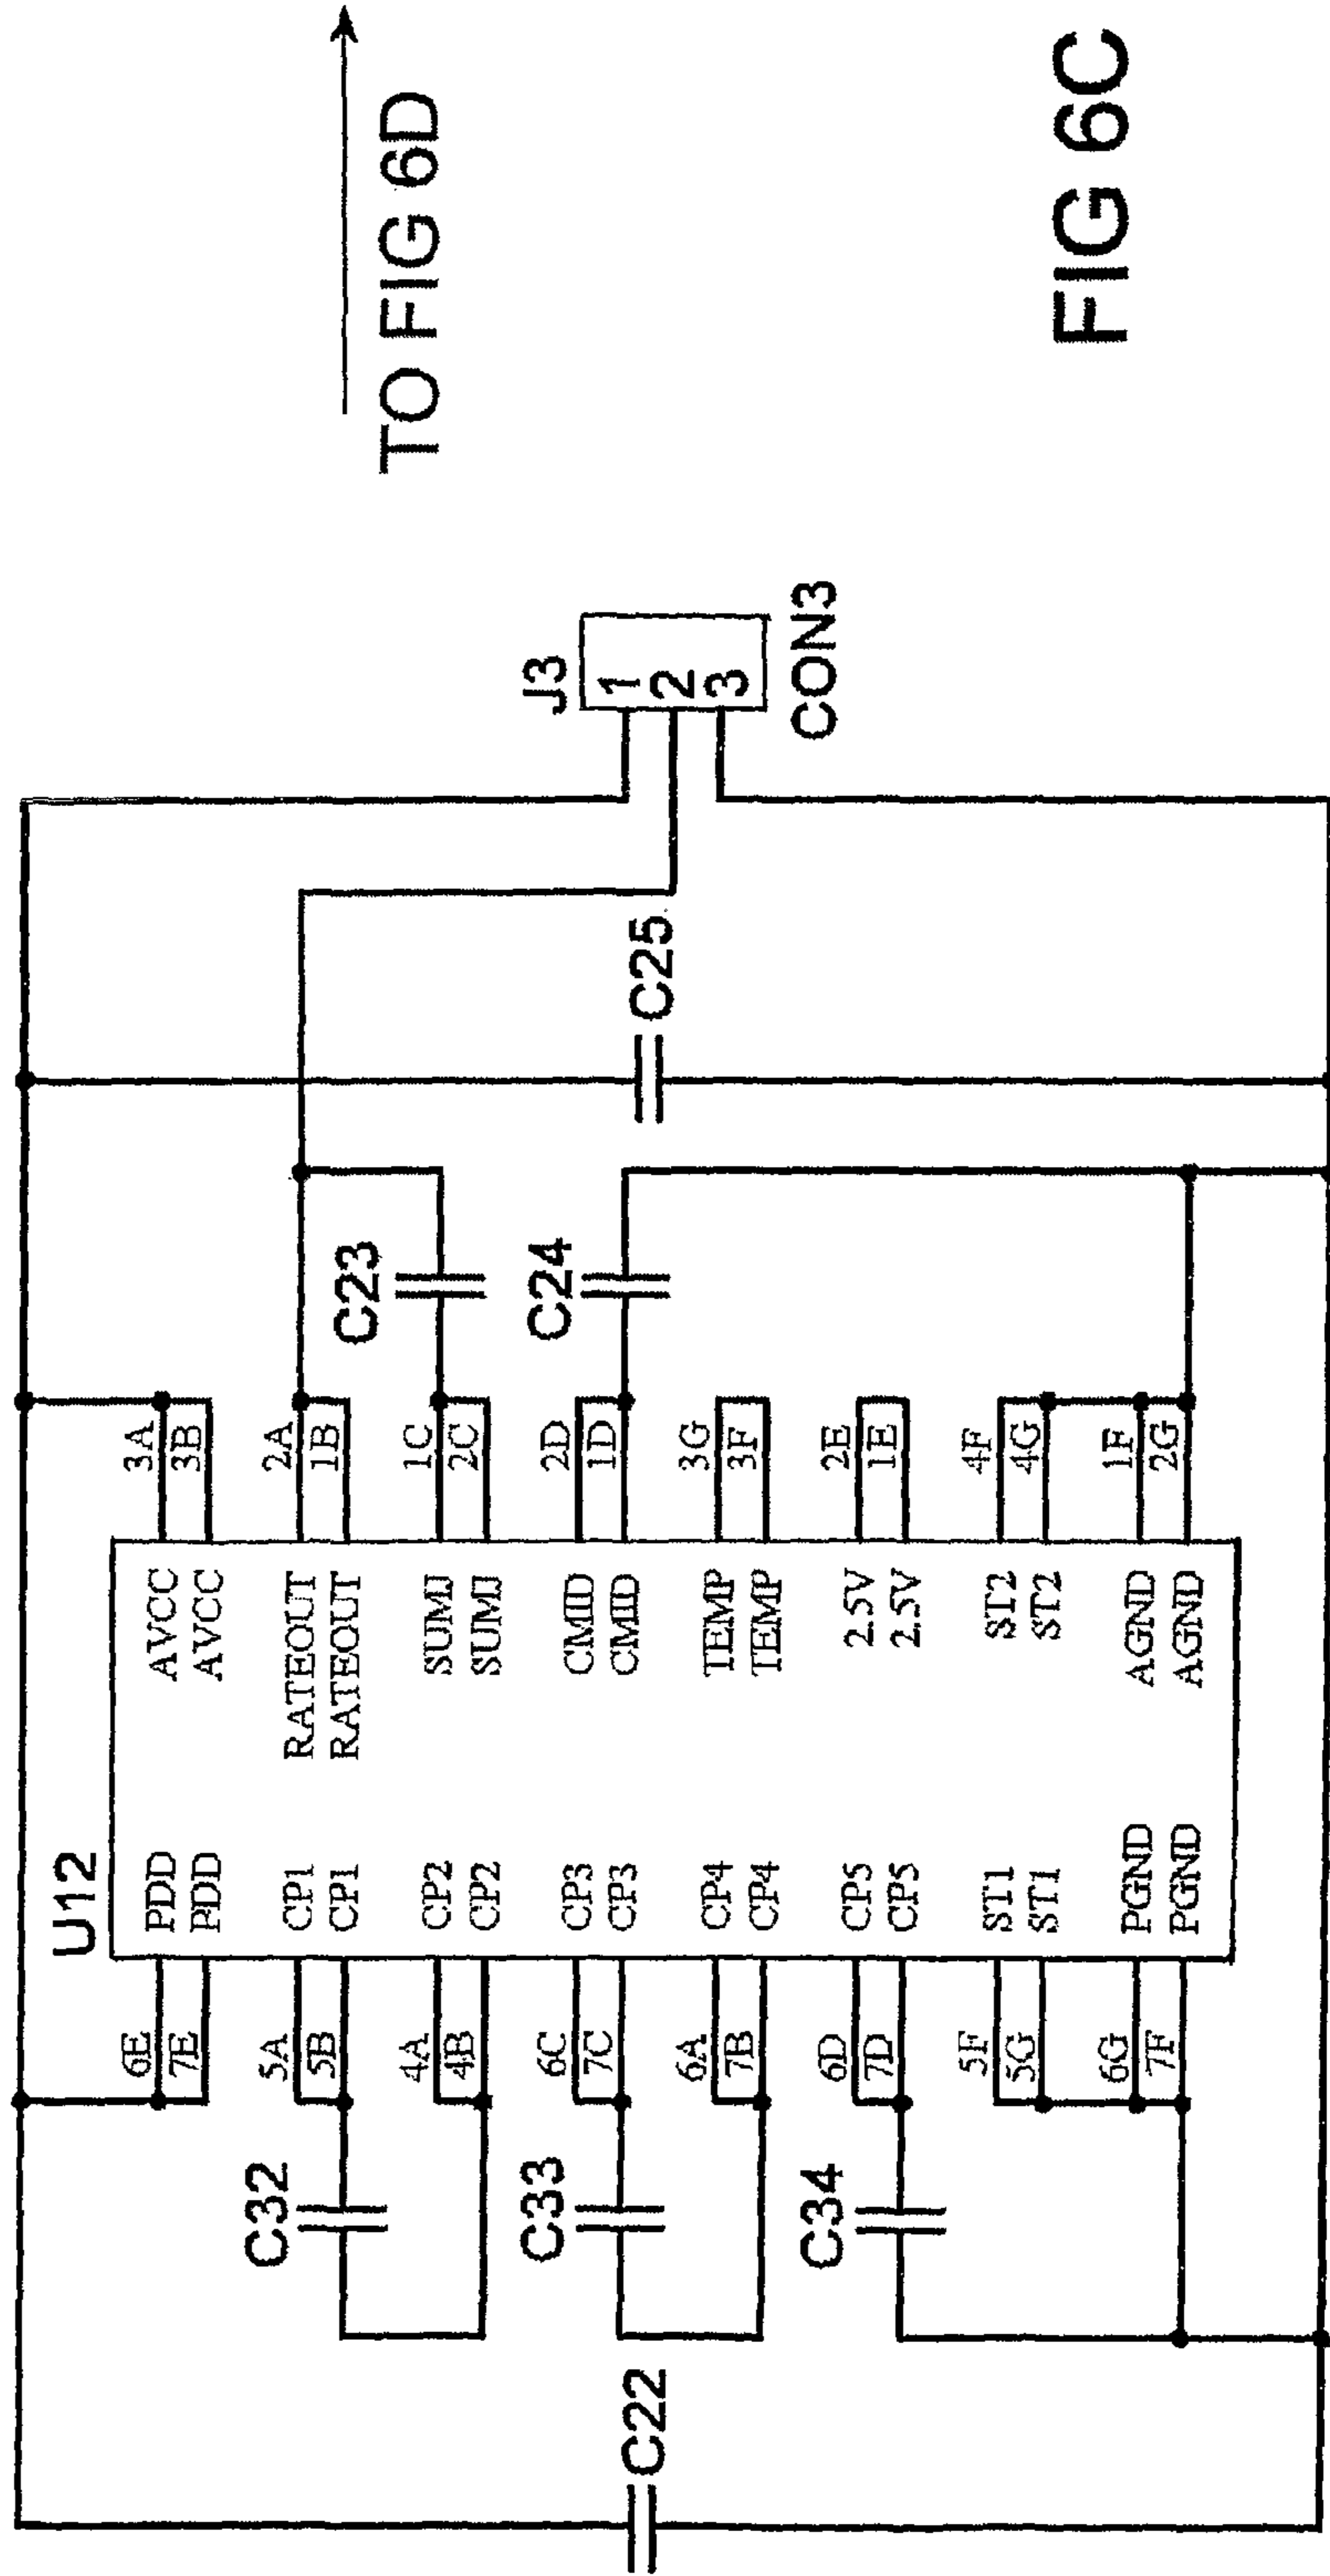 U12
6E
PDD
7E
PDD
5A
CP1
5B
CP1
4A
CP2
4B
CP2
6C
CP3
7C
CP3
6A
CP4
7B
CP4
6D
CP5
7D
CP5
5F
ST1
5G
ST1
6G
PGND
7F
PGND
AVCC
3A
AVCC
3B
RATEOUT
2A
RATEOUT
1B
SUMJ
1C
SUMJ
2C
CMID
2D
CMID
1D
TEMP
3G
TEMP
3F
2.5V
2E
2.5V
1E
ST2
4F
ST2
4G
AGND
1F
AGND
2G
C22
C32
C33
C34
C23
C24
C25
J3
1
2
3
CON3
TO FIG 6D
FIG 6C